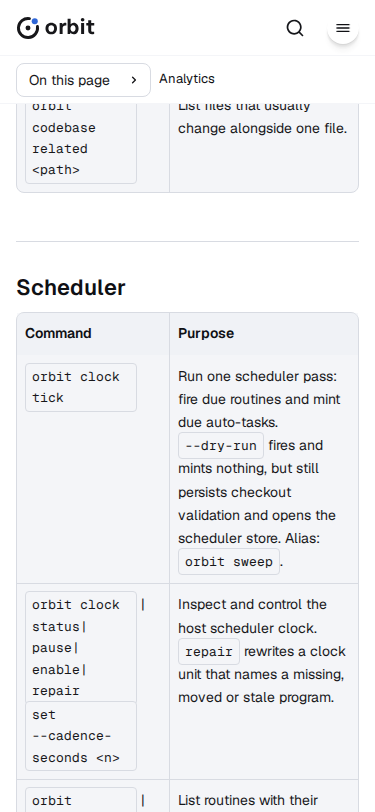 orbit
On this page
Analytics
orbit
codebase
related
<path>
List files that usually
change alongside one file.
Scheduler
Command
Purpose
orbit clock
tick
Run one scheduler pass:
fire due routines and mint
due auto-tasks.
--dry-run fires and
mints nothing, but still
persists checkout
validation and opens the
scheduler store. Alias:
orbit sweep.
orbit clock |
status|
pause|
enable|
repair
set
--cadence-
seconds <n>
Inspect and control the
host scheduler clock.
repair rewrites a clock
unit that names a missing,
moved or stale program.
orbit |
List routines with their